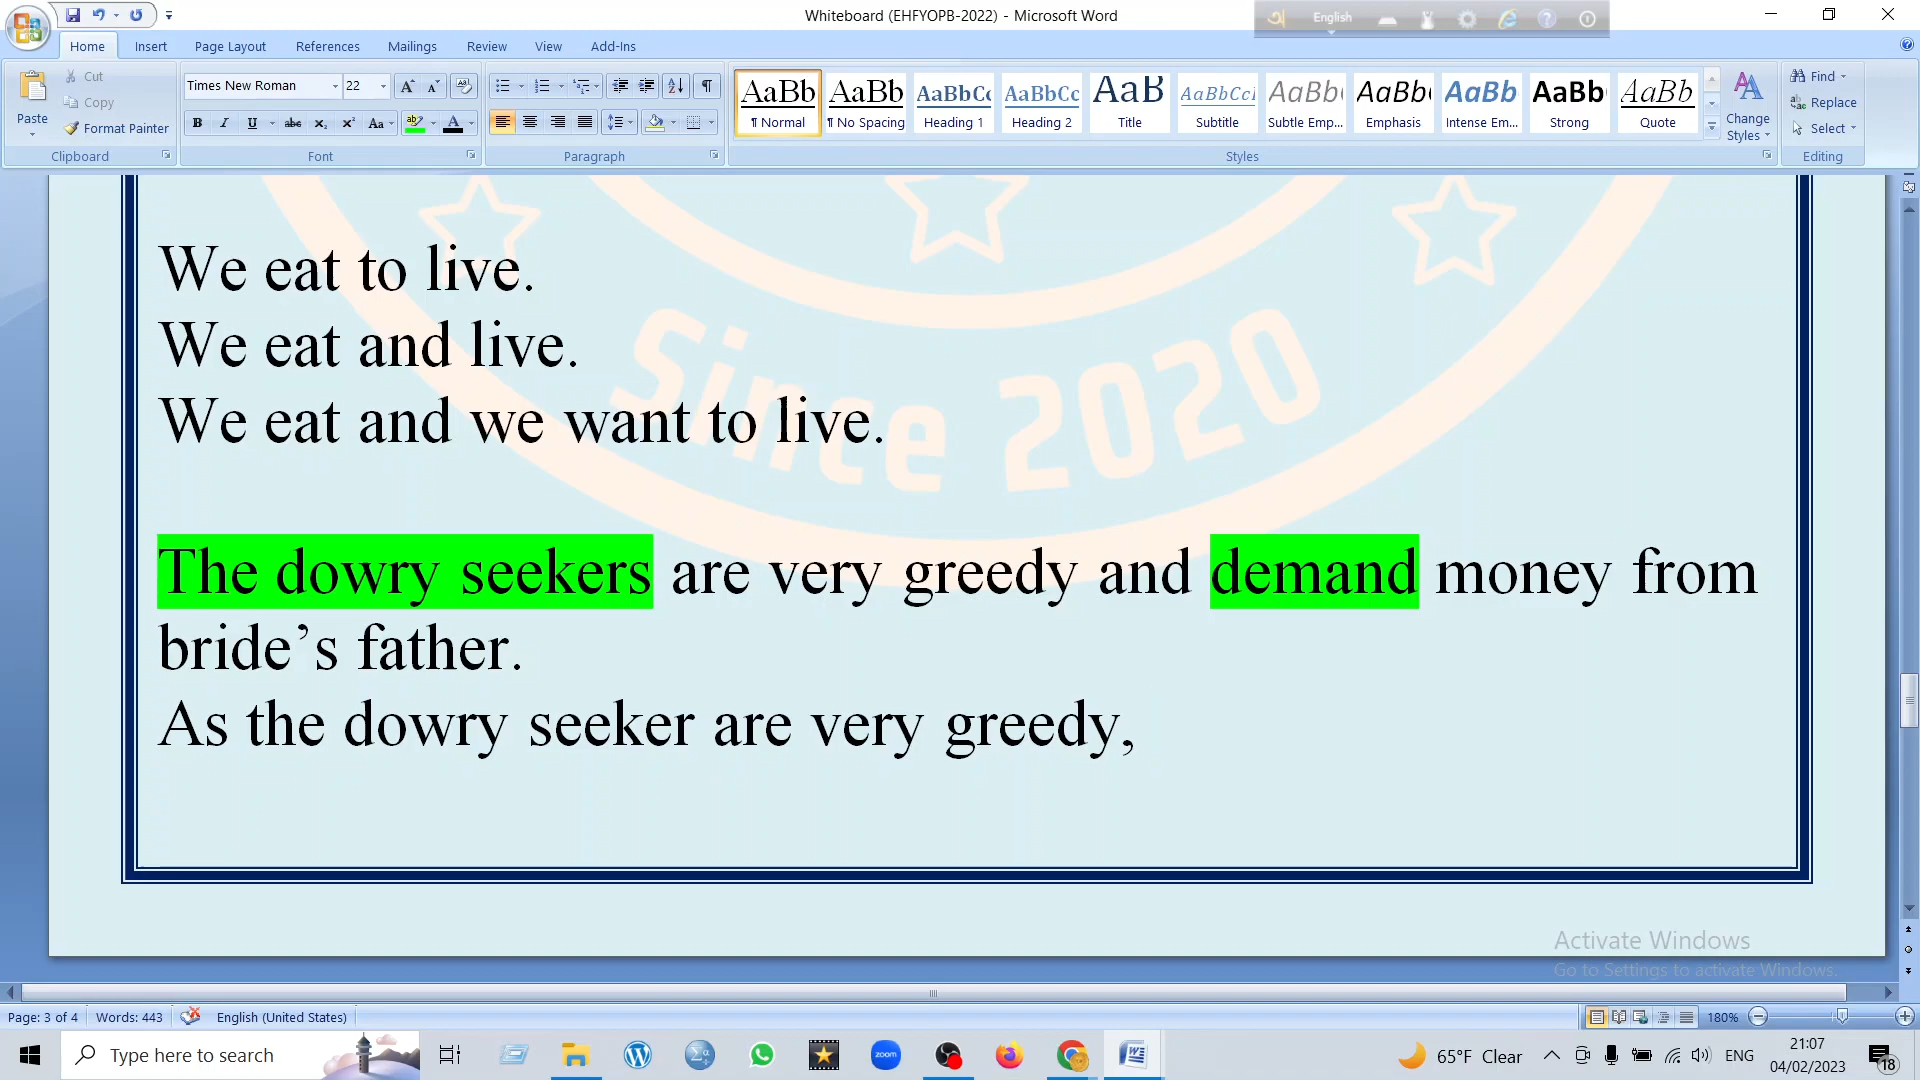 Whiteboard (EHFYOPB-2022) - Microsoft Word
English
Home Insert Page Layout References Mailings Review View Add-Ins
Paste
Cut
Copy
Format Painter
Clipboard
Times New Roman 22
Font
Paragraph
AaBb AaBb AaBbCc AaBbCc AaB AaBbCcI AaBb AaBb AaBb AaBb AaBb
¶ Normal ¶ No Spacing Heading 1 Heading 2 Title Subtitle Subtle Emp... Emphasis Intense Em... Strong Quote
Change Styles
Styles
Find
Replace
Select
Editing
Since 2020
We eat to live.
We eat and live.
We eat and we want to live.
The dowry seekers are very greedy and demand money from
bride’s father.
As the dowry seeker are very greedy,
Activate Windows
Go to Settings to activate Windows.
Page: 3 of 4 Words: 443 English (United States) 180%
Type here to search
zoom
65°F Clear ENG
21:07
04/02/2023
18